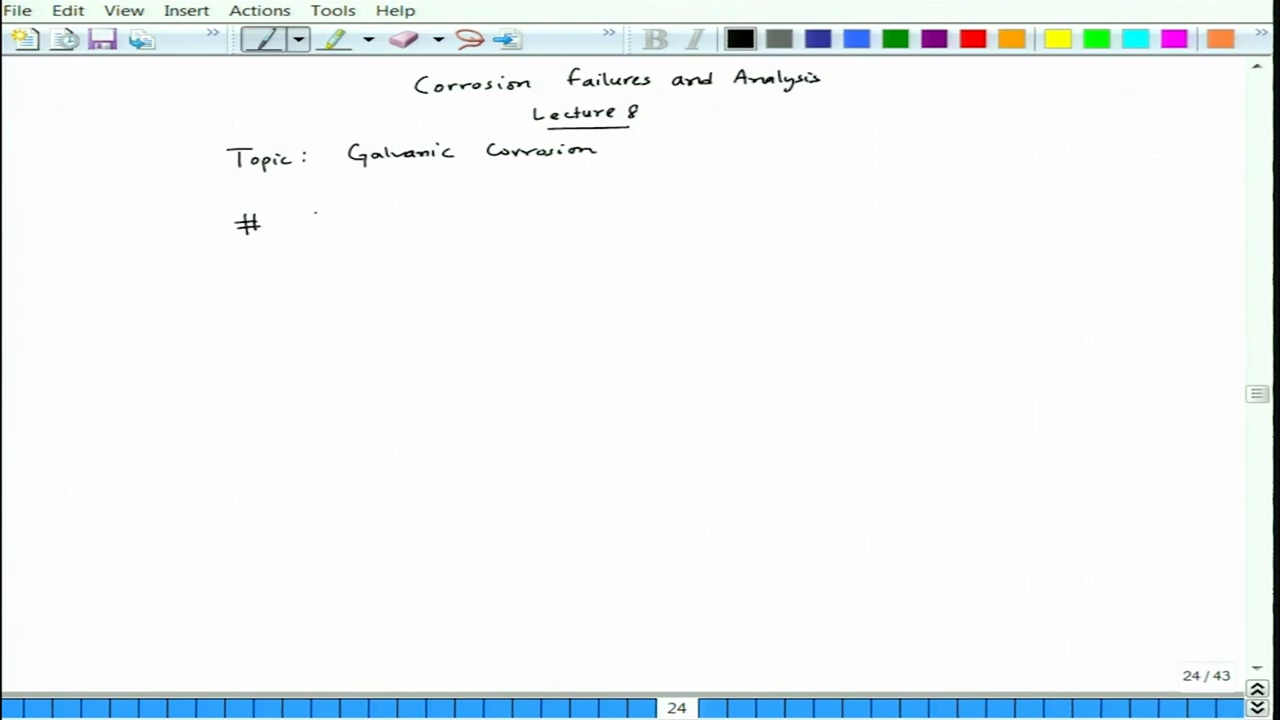 File Edit View Insert Actions Tools Help
B I
Corrosion Failures and Analysis
Lecture 8
Topic: Galvanic Corrosion
#
24 / 43
24